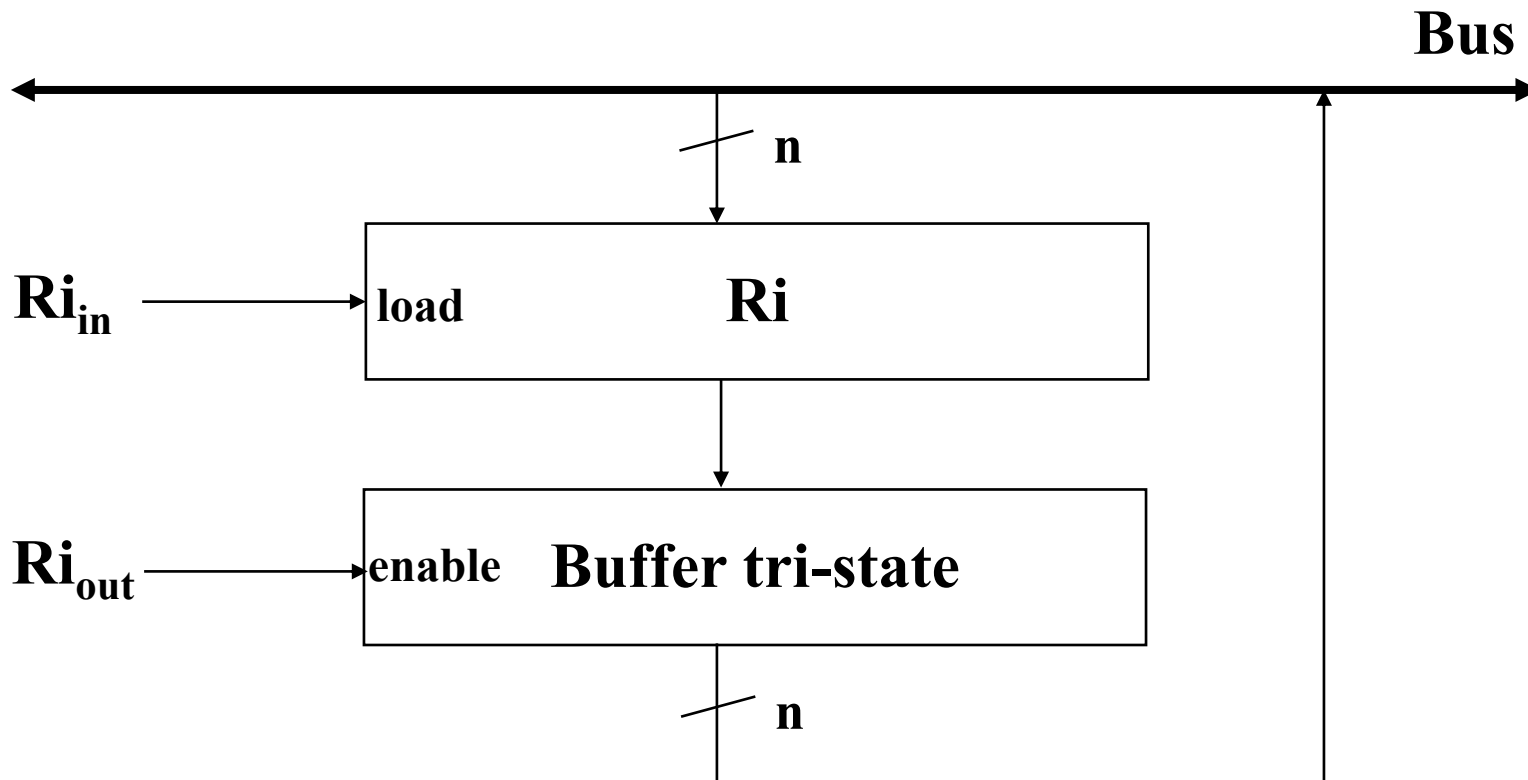 Bus
n
Ri_in
load
Ri
Ri_out
enable
Buffer tri-state
n